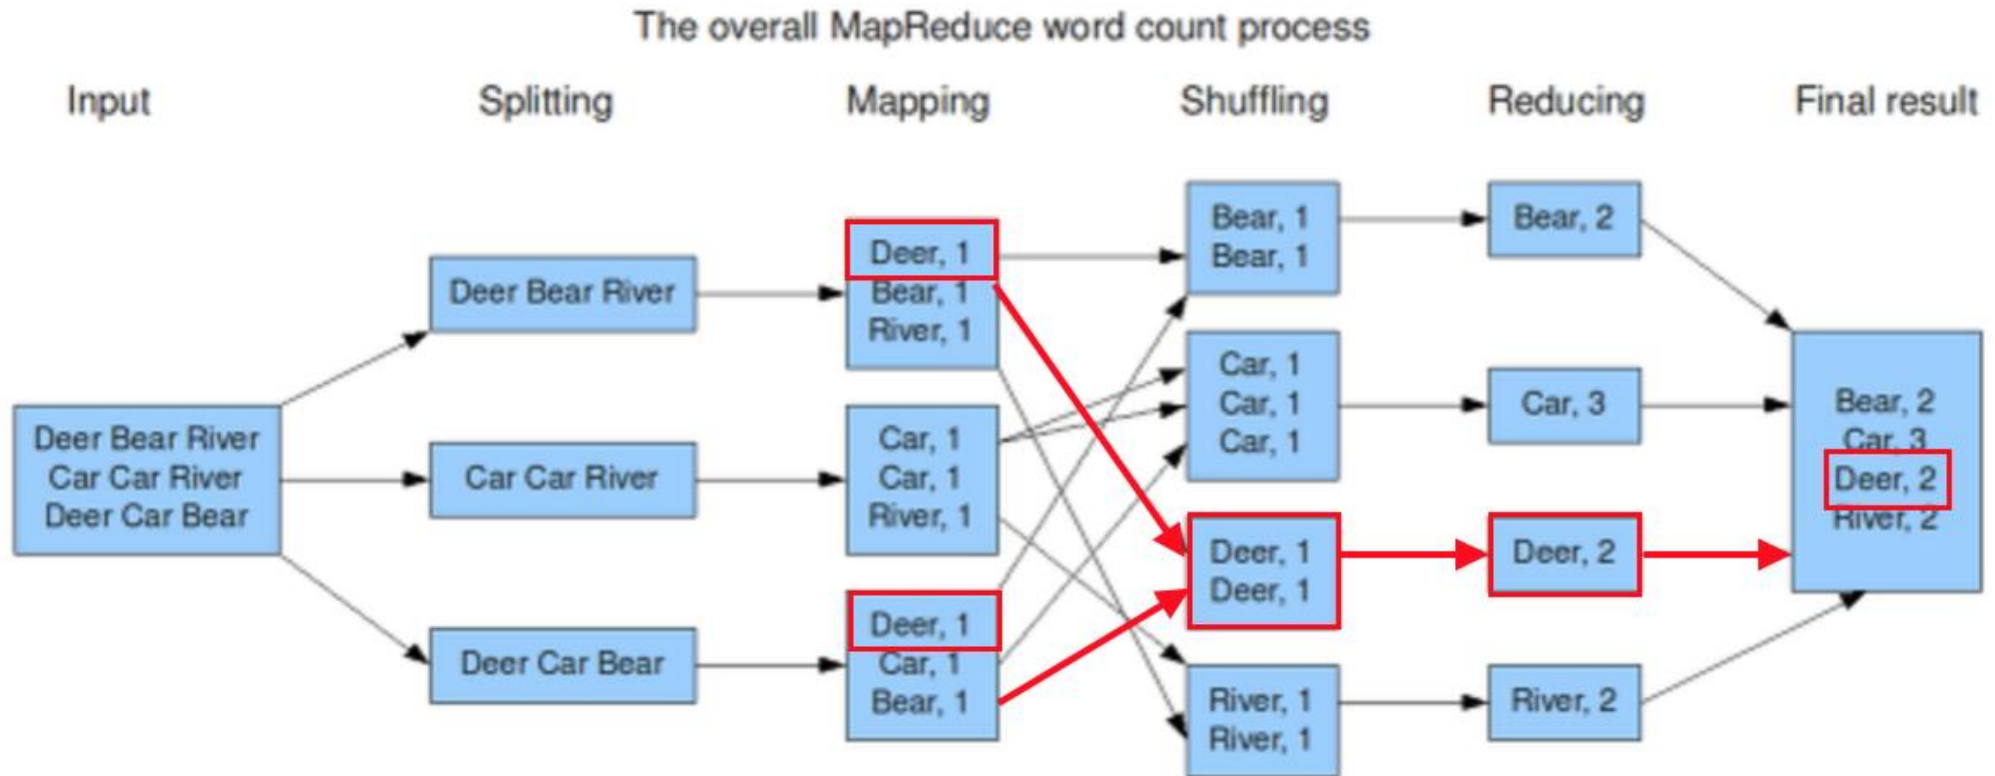 The overall MapReduce word count process
Input
Splitting
Mapping
Shuffling
Reducing
Final result
Deer Bear River
Car Car River
Deer Car Bear
Deer Bear River
Car Car River
Deer Car Bear
Deer, 1
Bear, 1
River, 1
Car, 1
Car, 1
River, 1
Deer, 1
Car, 1
Bear, 1
Bear, 1
Bear, 1
Car, 1
Car, 1
Car, 1
Deer, 1
Deer, 1
River, 1
River, 1
Bear, 2
Car, 3
Deer, 2
River, 2
Bear, 2
Car, 3
Deer, 2
River, 2